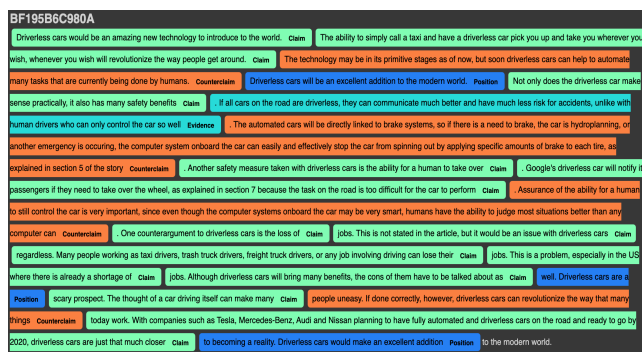 BF195B6C980A
Driverless cars would be an amazing new technology to introduce to the world. Claim The ability to simply call a taxi and have a driverless car pick you up and take you wherever you
wish, whenever you wish will revolutionize the way people get around. Claim The technology may be in its primitive stages as of now, but soon driverless cars can help to automate
many tasks that are currently being done by humans. Counterclaim Driverless cars will be an excellent addition to the modern world. Position Not only does the driverless car make
sense practically, it also has many safety benefits Claim . If all cars on the road are driverless, they can communicate much better and have much less risk for accidents, unlike with
human drivers who can only control the car so well Evidence . The automated cars will be directly linked to brake systems, so if there is a need to brake, the car is hydroplaning, or
another emergency is occuring, the computer system onboard the car can easily and effectively stop the car from spinning out by applying specific amounts of brake to each tire, as
explained in section 5 of the story Counterclaim . Another safety measure taken with driverless cars is the ability for a human to take over Claim . Google's driverless car will notify it
passengers if they need to take over the wheel, as explained in section 7 because the task on the road is too difficult for the car to perform Claim . Assurance of the ability for a human
to still control the car is very important, since even though the computer systems onboard the car may be very smart, humans have the ability to judge most situations better than any
computer can Counterclaim . One counterargument to driverless cars is the loss of Claim jobs. This is not stated in the article, but it would be an issue with driverless cars Claim
regardless. Many people working as taxi drivers, trash truck drivers, freight truck drivers, or any job involving driving can lose their Claim jobs. This is a problem, especially in the US
where there is already a shortage of Claim jobs. Although driverless cars will bring many benefits, the cons of them have to be talked about as Claim well. Driverless cars are a
Position scary prospect. The thought of a car driving itself can make many Claim people uneasy. If done correctly, however, driverless cars can revolutionize the way that many
things Counterclaim today work. With companies such as Tesla, Mercedes-Benz, Audi and Nissan planning to have fully automated and driverless cars on the road and ready to go by
2020, driverless cars are just that much closer Claim to becoming a reality. Driverless cars would make an excellent addition Position to the modern world.